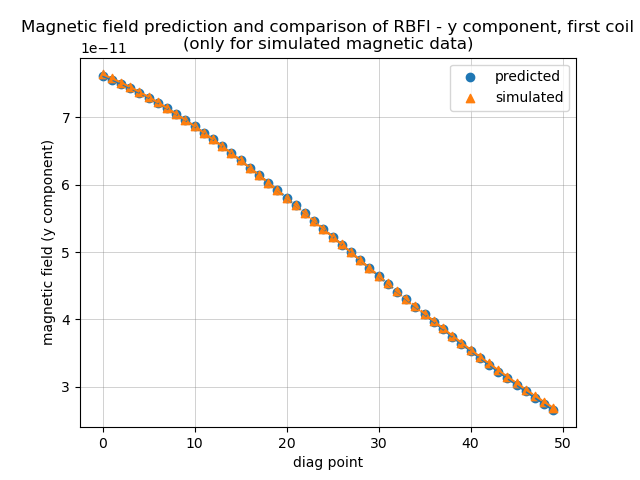 Magnetic field prediction and comparison of RBFI - y component, first coil
(only for simulated magnetic data)
1e−11
predicted
simulated
7
6
5
4
3
magnetic field (y component)
0 10 20 30 40 50
diag point